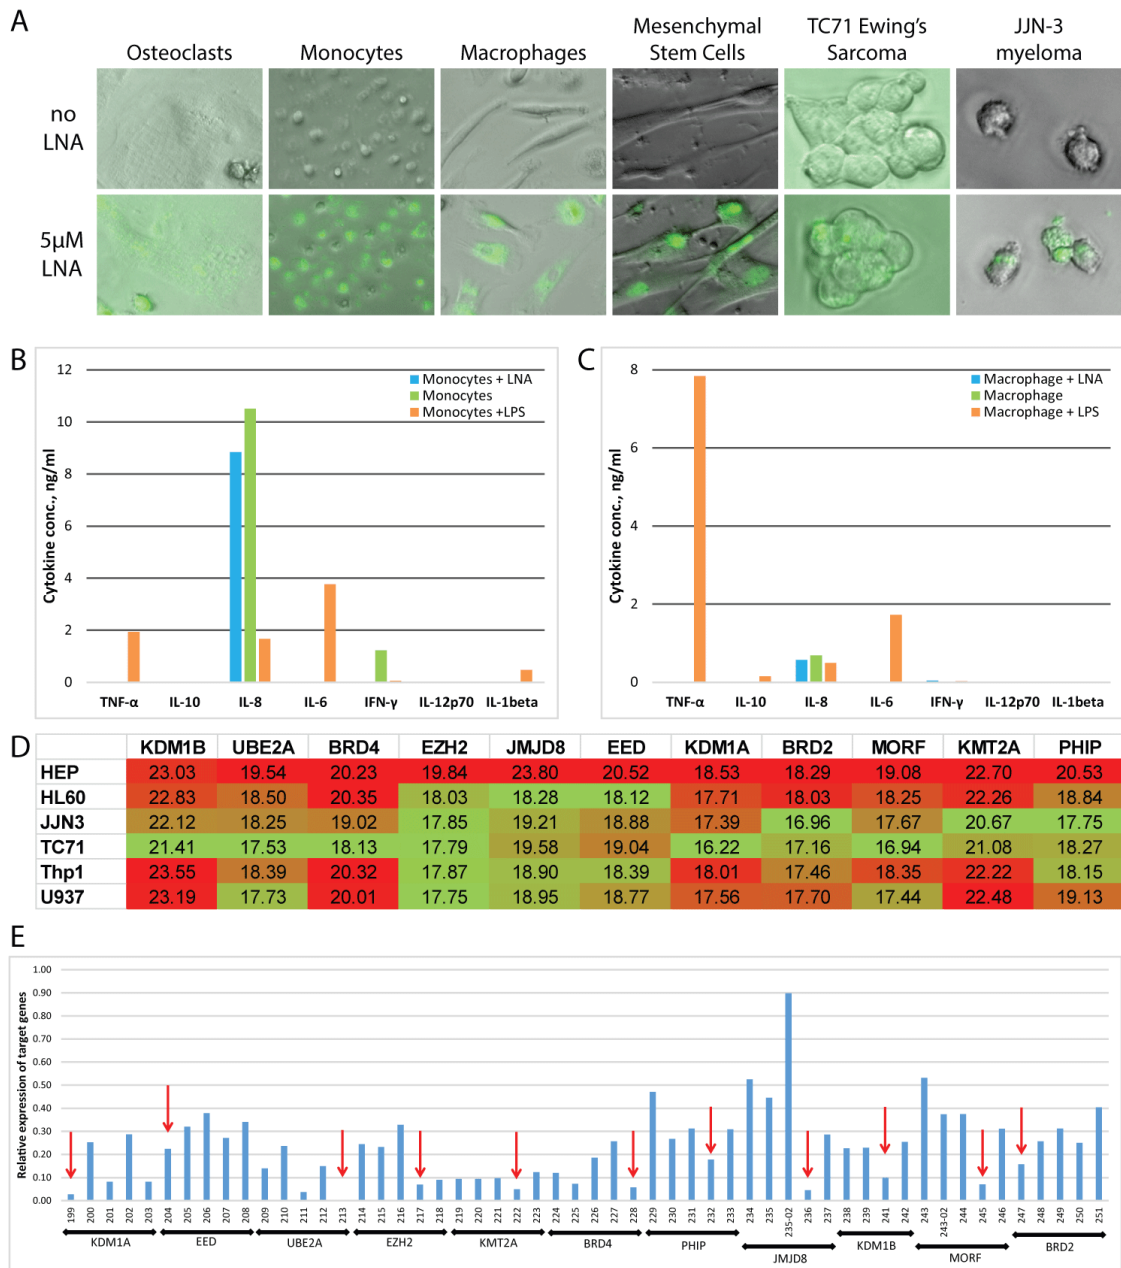 A
Osteoclasts
Monocytes
Macrophages
Mesenchymal
Stem Cells
TC71 Ewing's
Sarcoma
JJN-3
myeloma
no
LNA
5μM
LNA
B
Cytokine conc., ng/ml
12
10
8
6
4
2
0
Monocytes + LNA
Monocytes
Monocytes +LPS
TNF-α IL-10 IL-8 IL-6 IFN-γ IL-12p70 IL-1beta
C
Cytokine conc., ng/ml
8
6
4
2
0
Macrophage + LNA
Macrophage
Macrophage + LPS
TNF-α IL-10 IL-8 IL-6 IFN-γ IL-12p70 IL-1beta
D
KDM1B UBE2A BRD4 EZH2 JMJD8 EED KDM1A BRD2 MORF KMT2A PHIP
HEP 23.03 19.54 20.23 19.84 23.80 20.52 18.53 18.29 19.08 22.70 20.53
HL60 22.83 18.50 20.35 18.03 18.28 18.12 17.71 18.03 18.25 22.26 18.84
JJN3 22.12 18.25 19.02 17.85 19.21 18.88 17.39 16.96 17.67 20.67 17.75
TC71 21.41 17.53 18.13 17.79 19.58 19.04 16.22 17.16 16.94 21.08 18.27
Thp1 23.55 18.39 20.32 17.87 18.90 18.39 18.01 17.46 18.35 22.22 18.15
U937 23.19 17.73 20.01 17.75 18.95 18.77 17.56 17.70 17.44 22.48 19.13
E
Relative expression of target genes
1.00
0.90
0.80
0.70
0.60
0.50
0.40
0.30
0.20
0.10
0.00
199 200 201 202 203 204 205 206 207 208 209 210 211 212 213 214 215 216 217 218 219 220 221 222 223 224 225 226 227 228 229 230 231 232 233 234 235 235-02 236 237 238 239 241 242 243 243-02 244 245 246 247 248 249 250 251
KDM1A EED UBE2A EZH2 KMT2A BRD4 PHIP JMJD8 KDM1B MORF BRD2